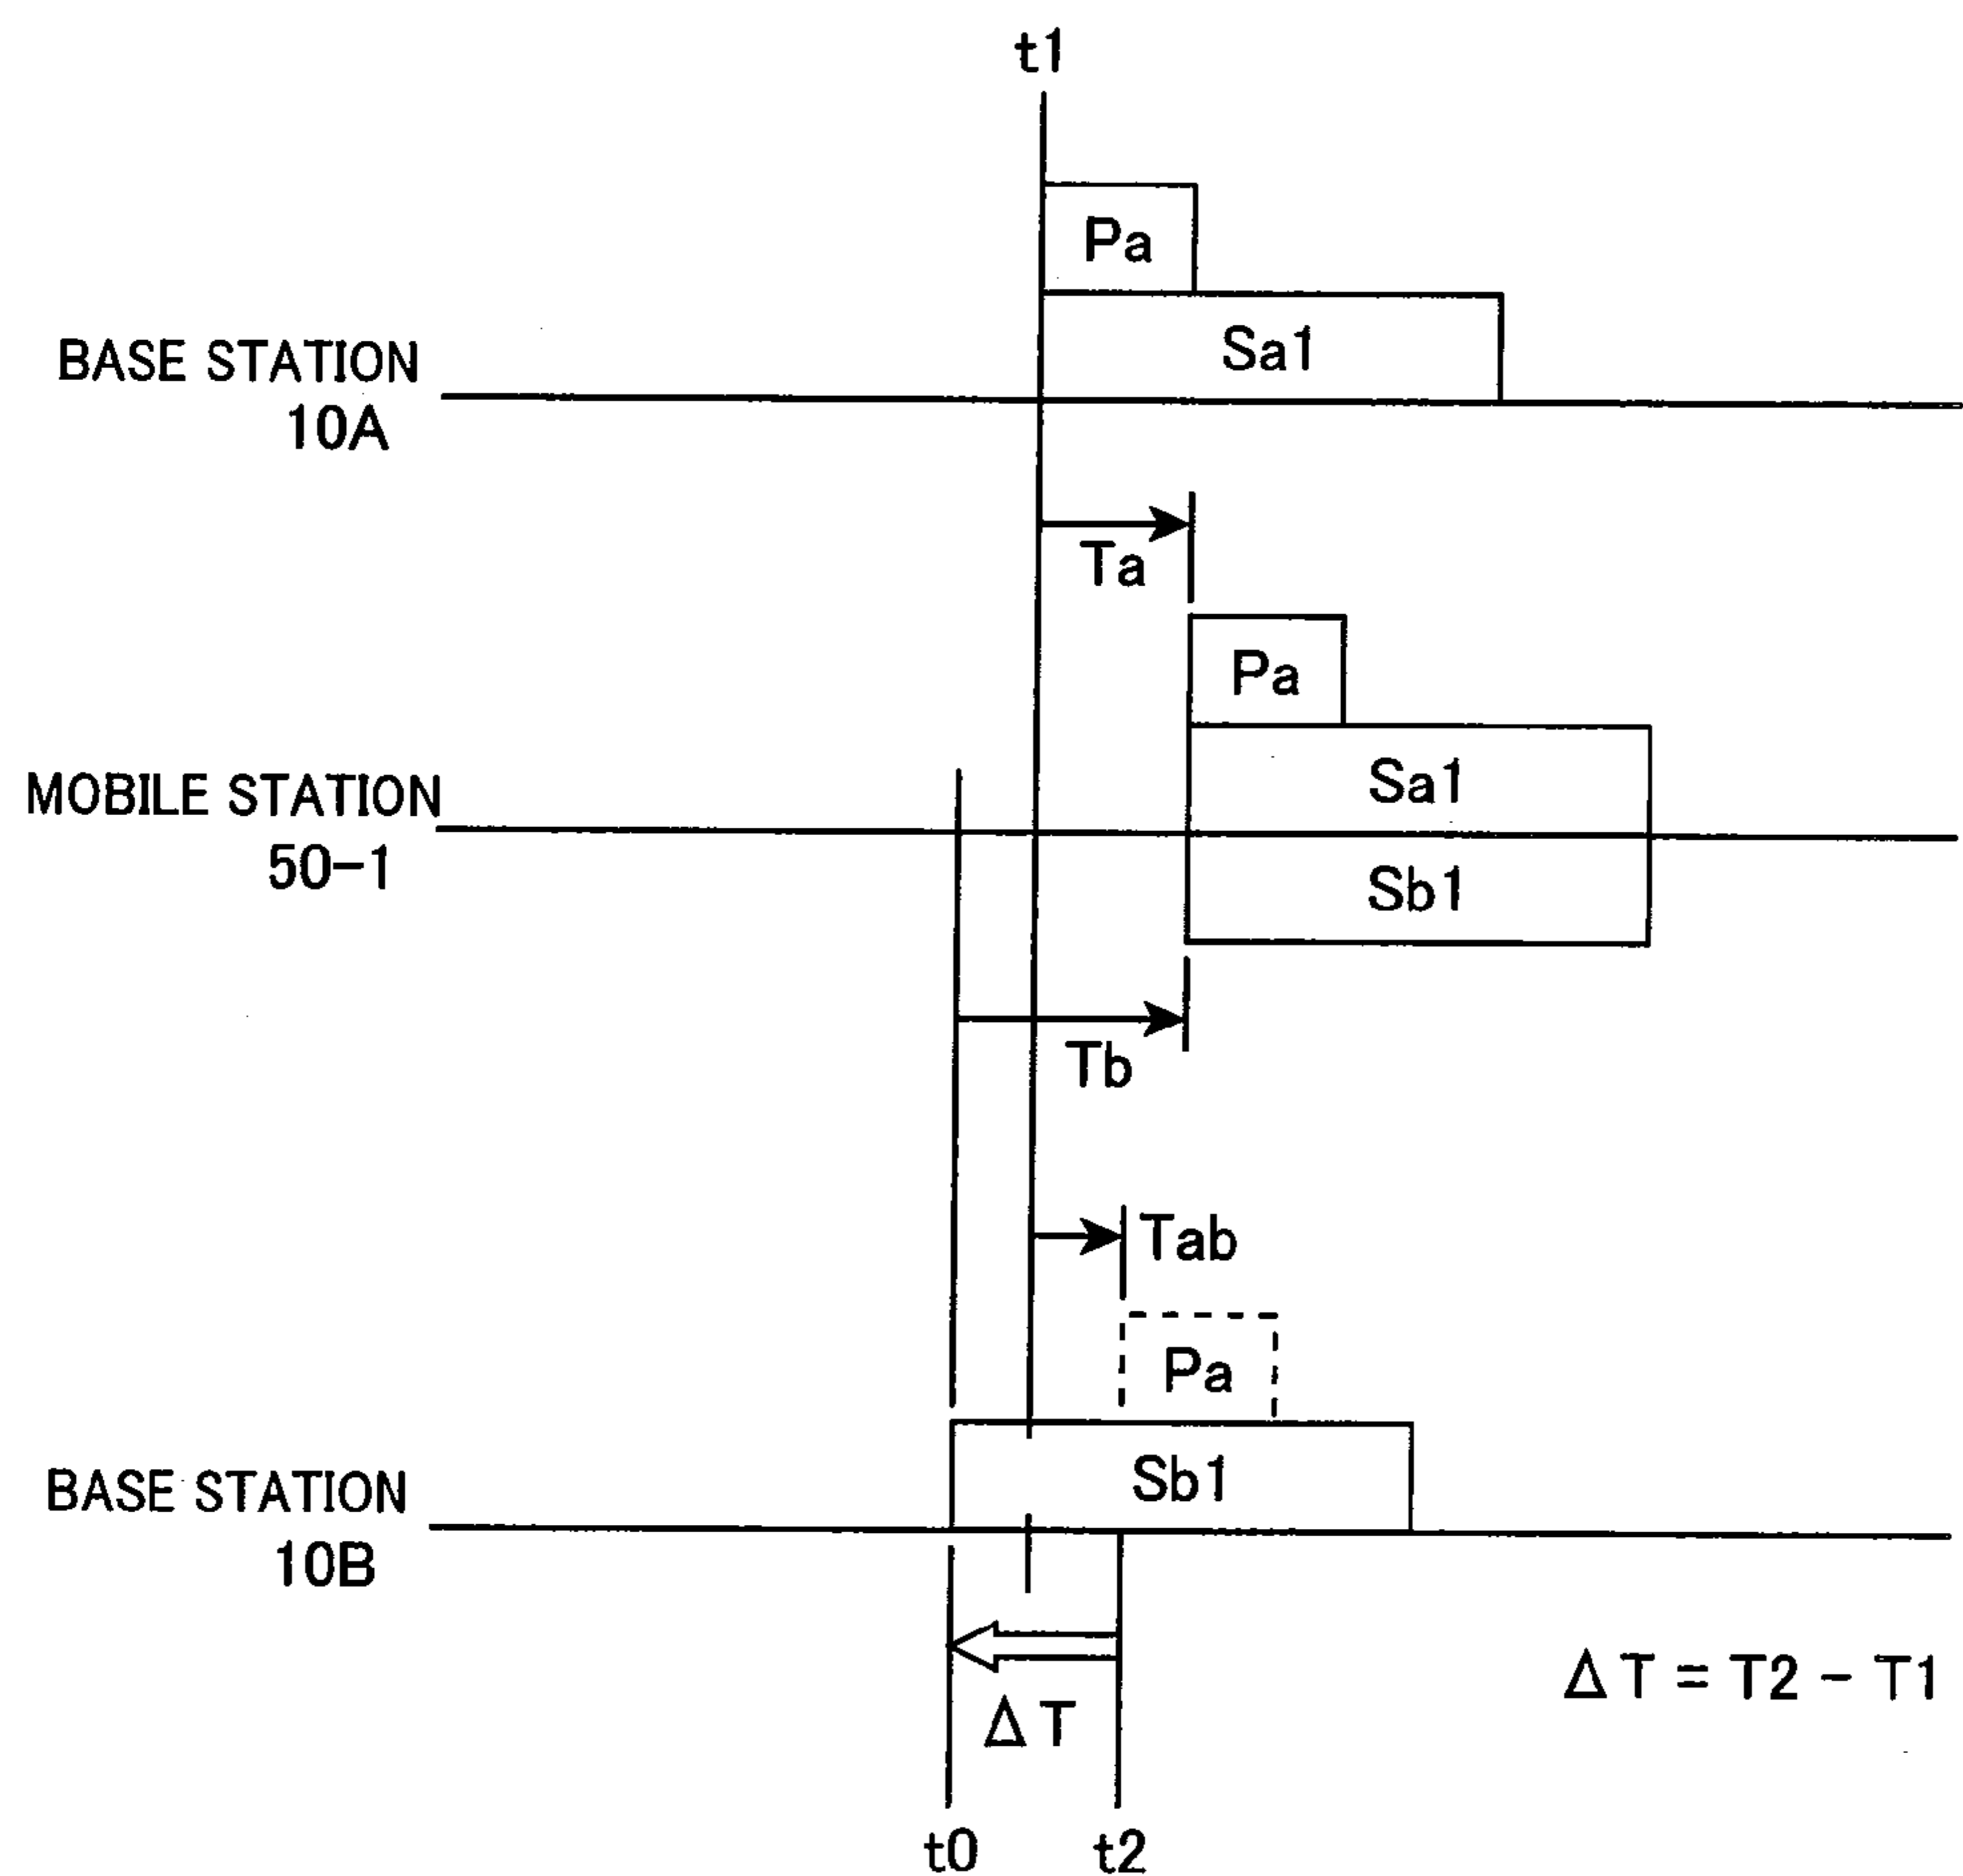 t1
Pa
Sa1
BASE STATION
10A
Ta
Pa
Sa1
MOBILE STATION
50-1
Sb1
Tb
Tab
Pa
Sb1
BASE STATION
10B
ΔT = T2 - T1
ΔT
t0
t2